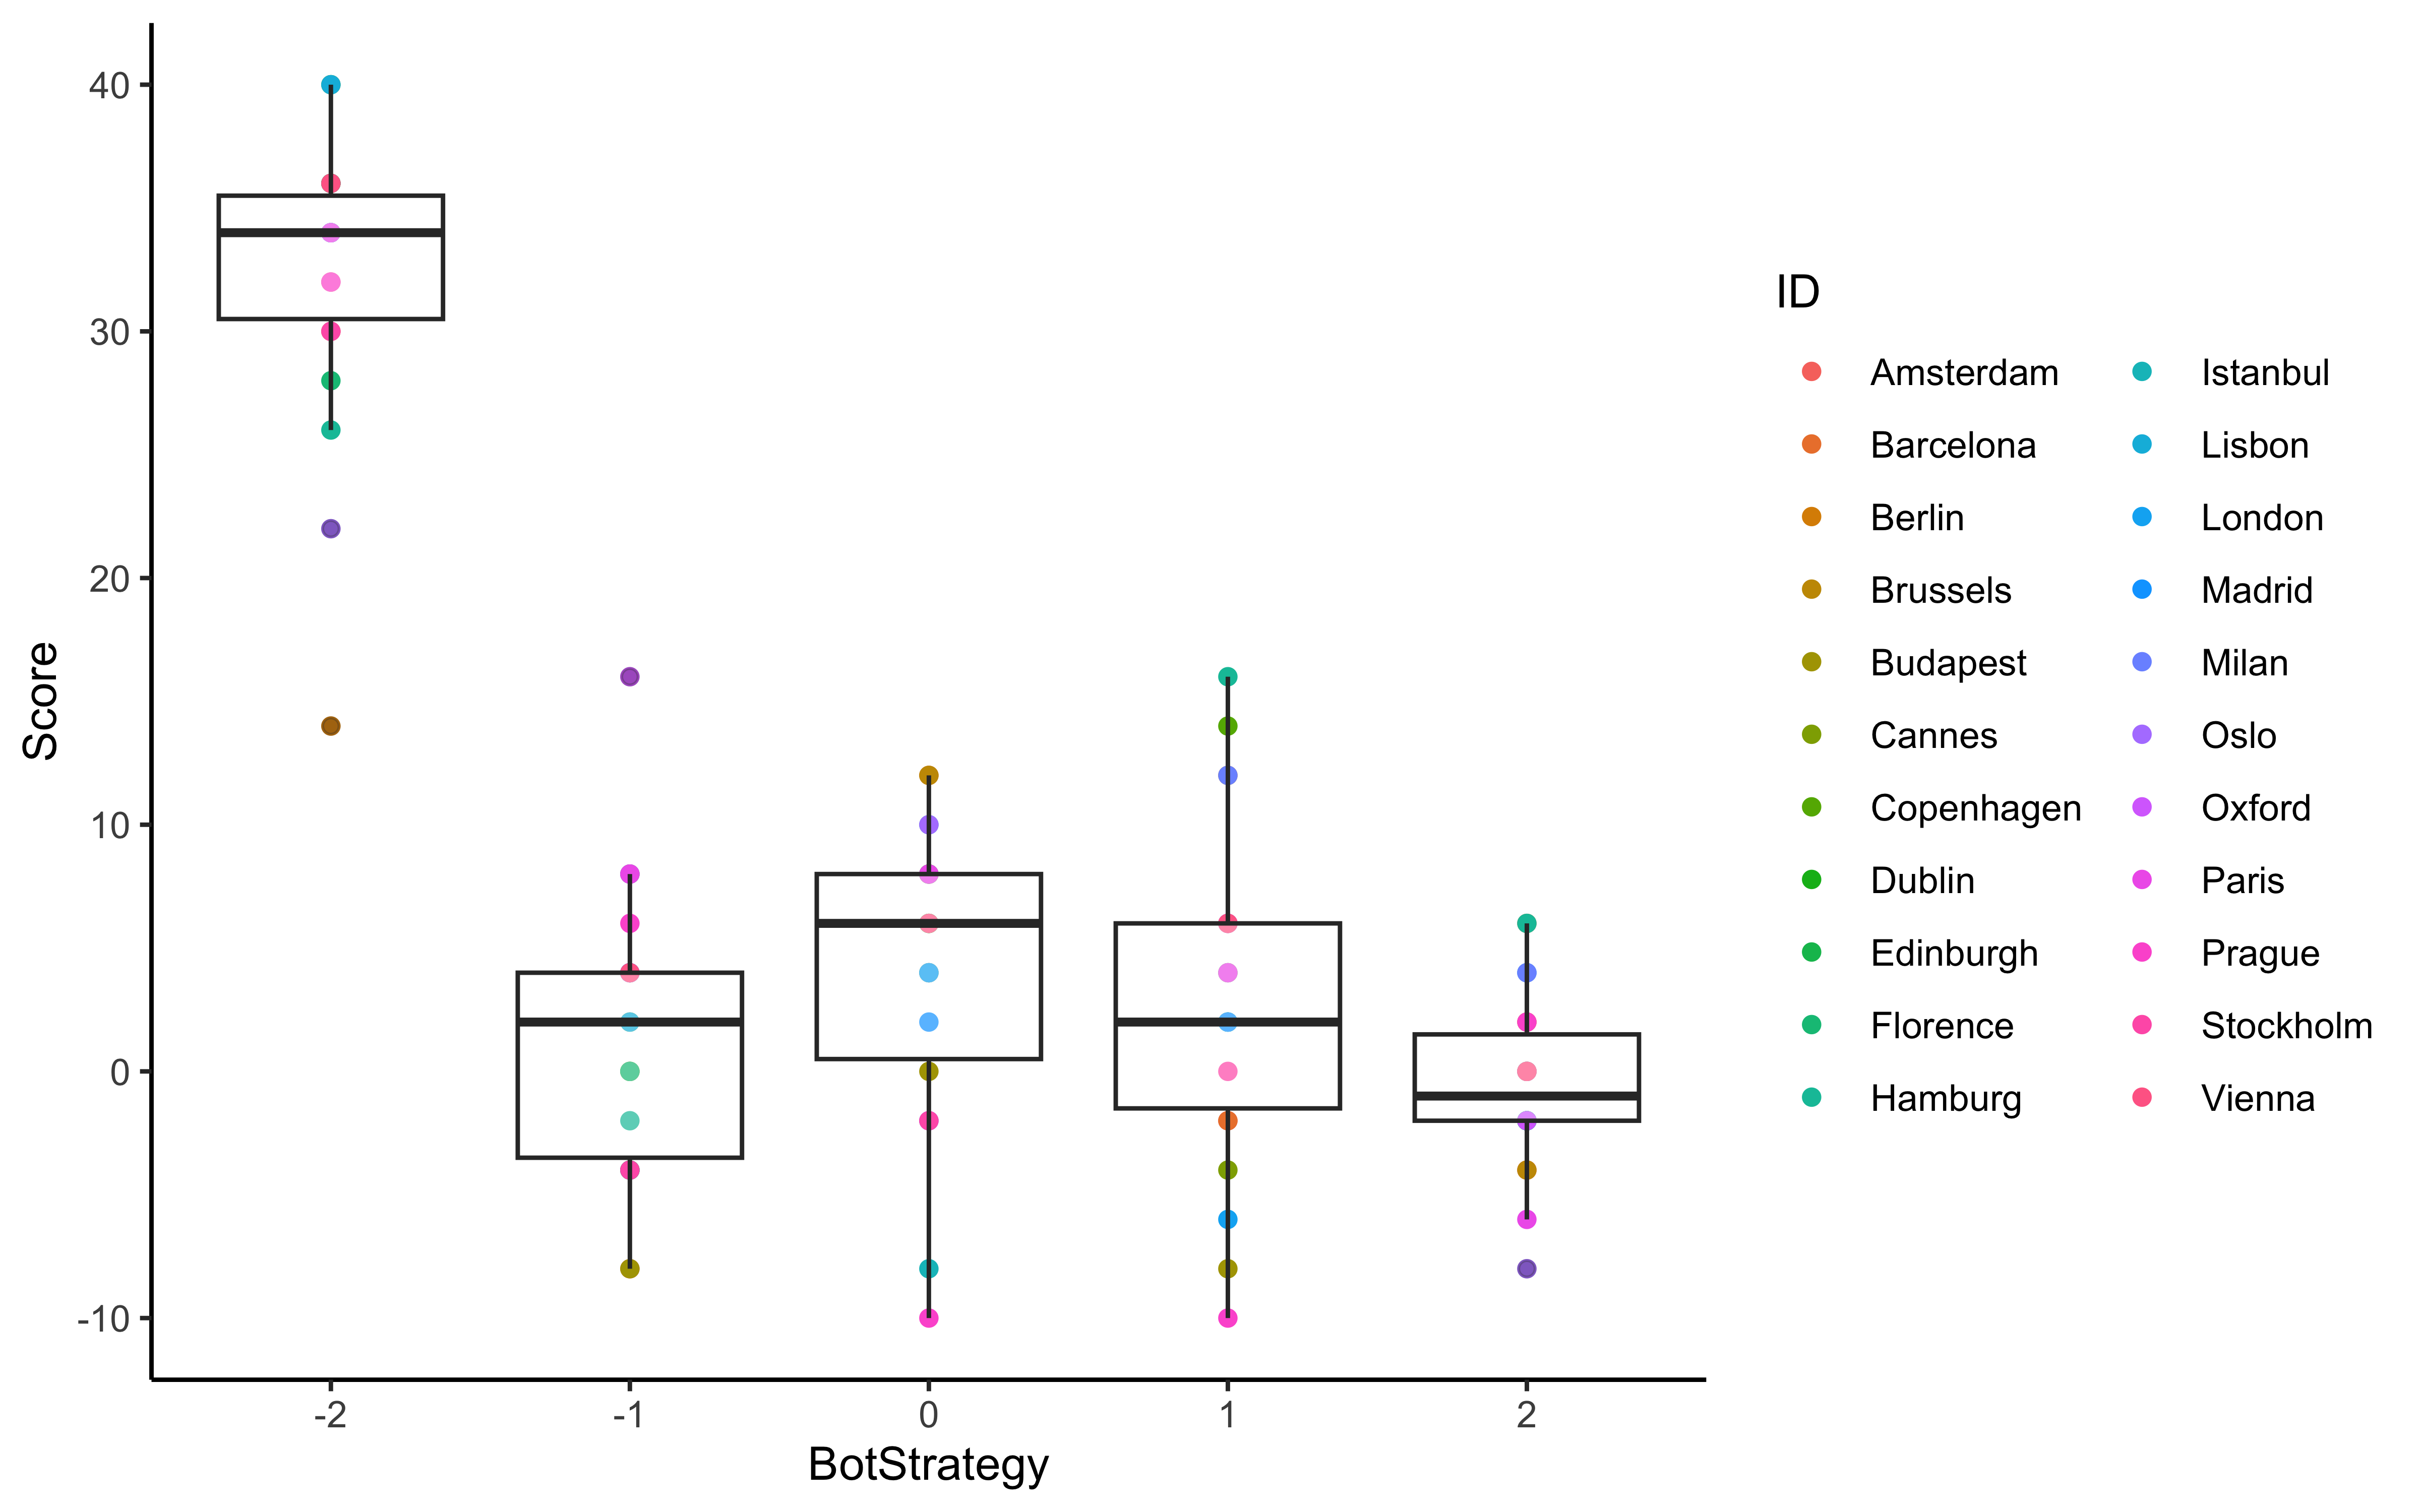 Score
40
30
20
10
0
-10
-2 -1 0 1 2
BotStrategy
ID
Amsterdam
Barcelona
Berlin
Brussels
Budapest
Cannes
Copenhagen
Dublin
Edinburgh
Florence
Hamburg
Istanbul
Lisbon
London
Madrid
Milan
Oslo
Oxford
Paris
Prague
Stockholm
Vienna